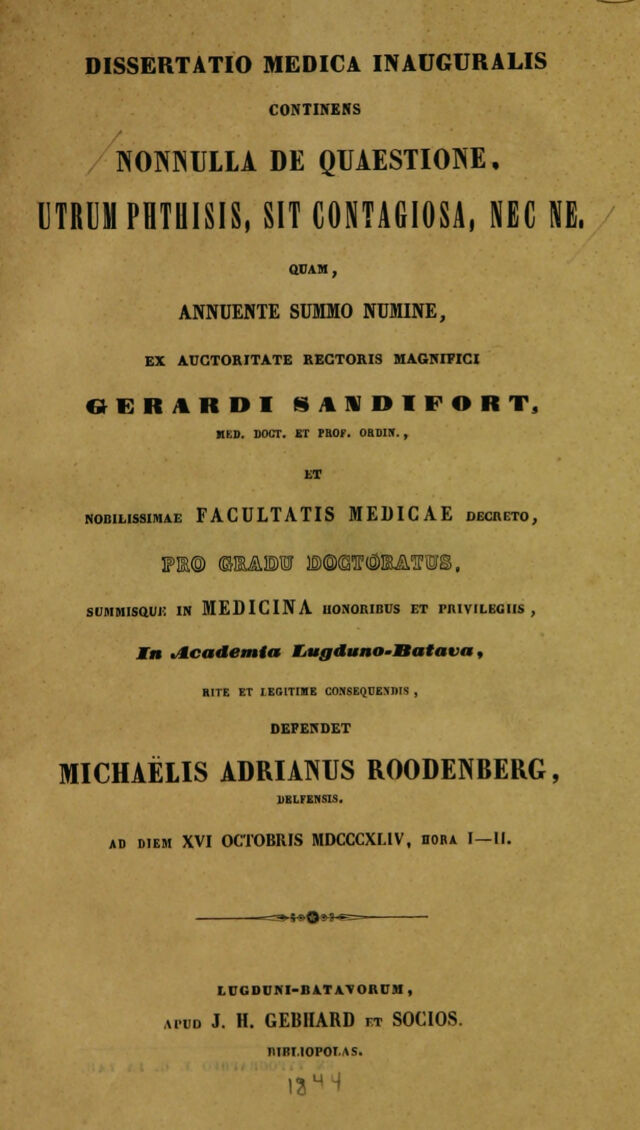 DISSERTATIO MEDICA INAUGURALIS
CONTINENS
NONNULLA DE QUAESTIONE,
UTRUM PHTHISIS, SIT CONTAGIOSA, NEC NE.
QUAM,
ANNUENTE SUMMO NUMINE,
EX AUCTORITATE RECTORIS MAGNIFICI
GERARDI SANDIFORT,
MED. DOCT. ET PROF. ORDIN.,
ET
NOBILISSIMAE FACULTATIS MEDICAE DECRETO,
PRO GRADU DOCTORATUS,
SUMMISQUE IN MEDICINA HONORIBUS ET PRIVILEGIIS,
In Academia Lugduno-Batava,
RITE ET LEGITIME CONSEQUENDIS,
DEFENDET
MICHAËLIS ADRIANUS ROODENBERG,
DELFENSIS.
AD DIEM XVI OCTOBRIS MDCCCXLIV, HORA I—II.
LUGDUNI-BATAVORUM,
APUD J. H. GEBHARD ET SOCIOS.
BIBLIOPOLAS.
1844